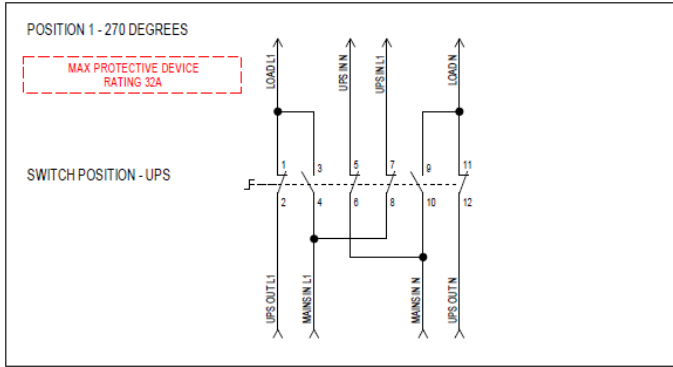 POSITION 1 - 270 DEGREES
MAX PROTECTIVE DEVICE
RATING 32A
LOAD L1
UPS IN N
UPS IN L1
LOAD N
SWITCH POSITION - UPS
1 3 5 7 9 11
2 4 6 8 10 12
UPS OUT L1
MAINS IN L1
MAINS IN N
UPS OUT N